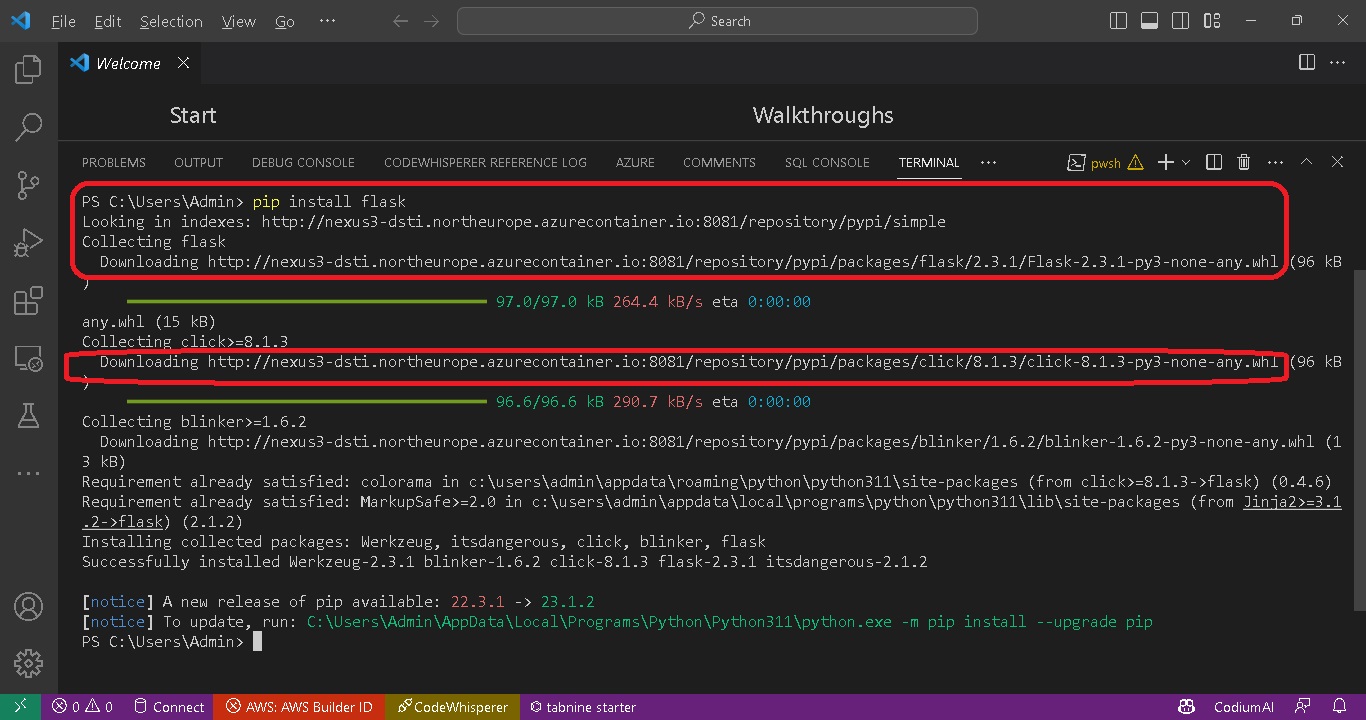 File Edit Selection View Go ··· Search
Welcome
Start Walkthroughs
PROBLEMS OUTPUT DEBUG CONSOLE CODEWHISPERER REFERENCE LOG AZURE COMMENTS SQL CONSOLE TERMINAL ··· pwsh
PS C:\Users\Admin> pip install flask
Looking in indexes: http://nexus3-dsti.northeurope.azurecontainer.io:8081/repository/pypi/simple
Collecting flask
Downloading http://nexus3-dsti.northeurope.azurecontainer.io:8081/repository/pypi/packages/flask/2.3.1/Flask-2.3.1-py3-none-any.whl (96 kB
)
97.0/97.0 kB 264.4 kB/s eta 0:00:00
any.whl (15 kB)
Collecting click>=8.1.3
Downloading http://nexus3-dsti.northeurope.azurecontainer.io:8081/repository/pypi/packages/click/8.1.3/click-8.1.3-py3-none-any.whl (96 kB
)
96.6/96.6 kB 290.7 kB/s eta 0:00:00
Collecting blinker>=1.6.2
Downloading http://nexus3-dsti.northeurope.azurecontainer.io:8081/repository/pypi/packages/blinker/1.6.2/blinker-1.6.2-py3-none-any.whl (1
3 kB)
Requirement already satisfied: colorama in c:\users\admin\appdata\roaming\python\python311\site-packages (from click>=8.1.3->flask) (0.4.6)
Requirement already satisfied: MarkupSafe>=2.0 in c:\users\admin\appdata\local\programs\python\python311\lib\site-packages (from Jinja2>=3.1
.2->flask) (2.1.2)
Installing collected packages: Werkzeug, itsdangerous, click, blinker, flask
Successfully installed Werkzeug-2.3.1 blinker-1.6.2 click-8.1.3 flask-2.3.1 itsdangerous-2.1.2
[notice] A new release of pip available: 22.3.1 -> 23.1.2
[notice] To update, run: C:\Users\Admin\AppData\Local\Programs\Python\Python311\python.exe -m pip install --upgrade pip
PS C:\Users\Admin>
0 0 Connect AWS: AWS Builder ID CodeWhisperer tabnine starter CodiumAI